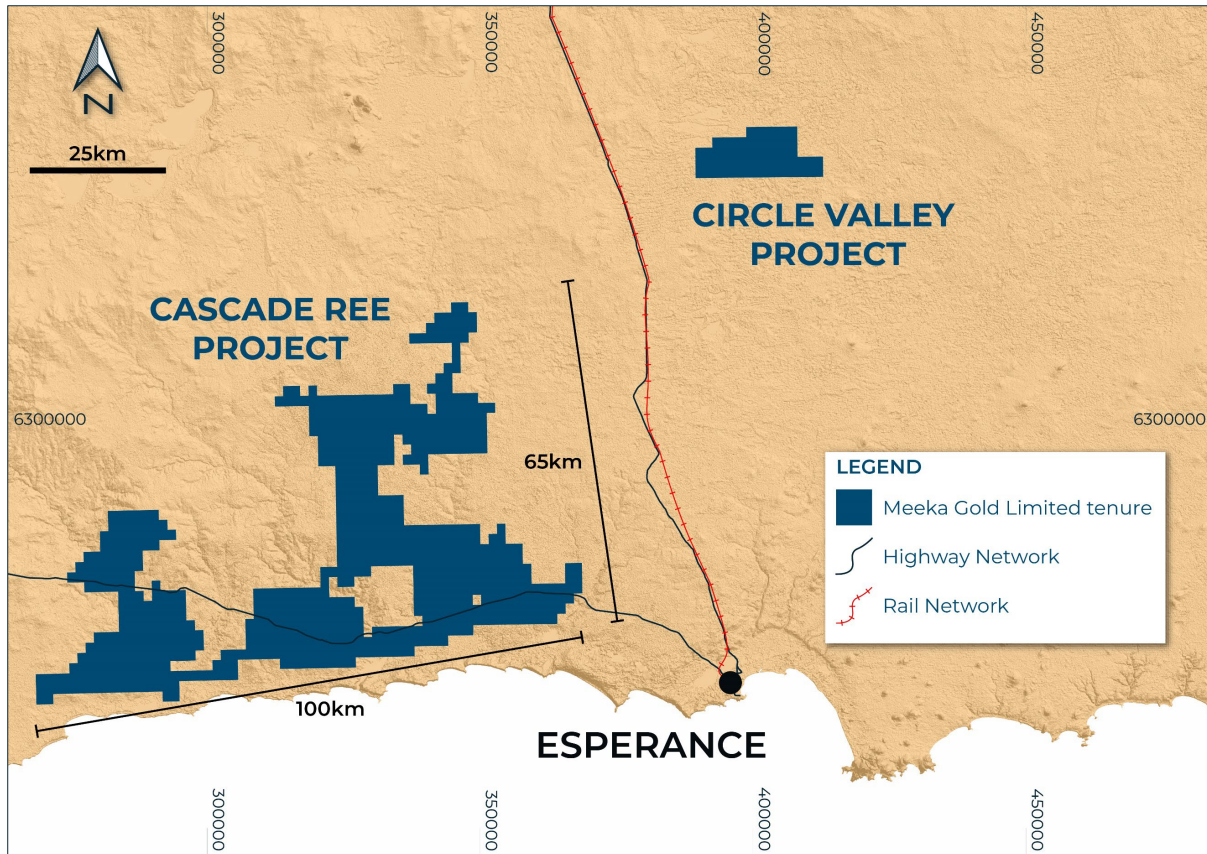 300000
350000
400000
450000
N
25km
CIRCLE VALLEY
PROJECT
CASCADE REE
PROJECT
6300000
6300000
65km
LEGEND
Meeka Gold Limited tenure
Highway Network
Rail Network
100km
ESPERANCE
300000
350000
400000
450000